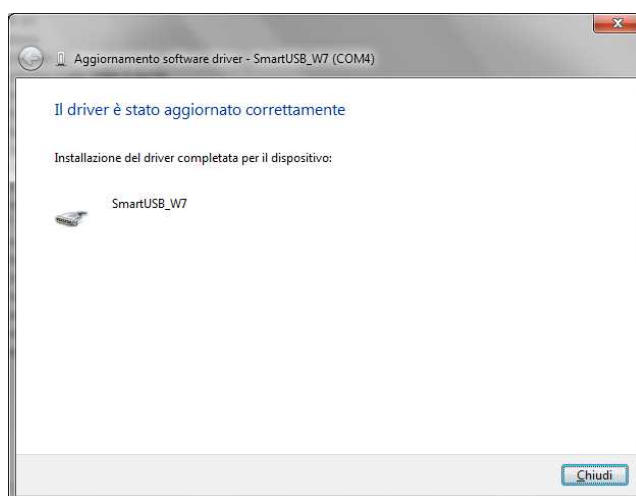 Aggiornamento software driver - SmartUSB_W7 (COM4)
Il driver è stato aggiornato correttamente
Installazione del driver completata per il dispositivo:
SmartUSB_W7
Chiudi